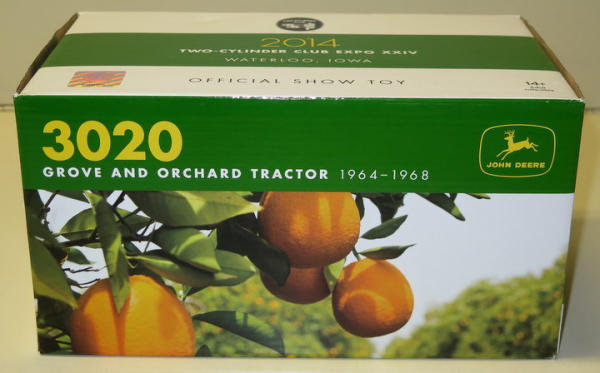 2014
TWO-CYLINDER CLUB EXPO XXIV
WATERLOO, IOWA
OFFICIAL SHOW TOY
14+
3020
GROVE AND ORCHARD TRACTOR 1964–1968
JOHN DEERE